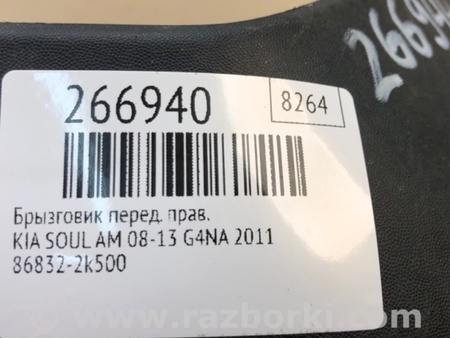 266940
8264
Брызговик перед. прав.
KIA SOUL AM 08-13 G4NA 2011
86832-2k500
www.razborki.com